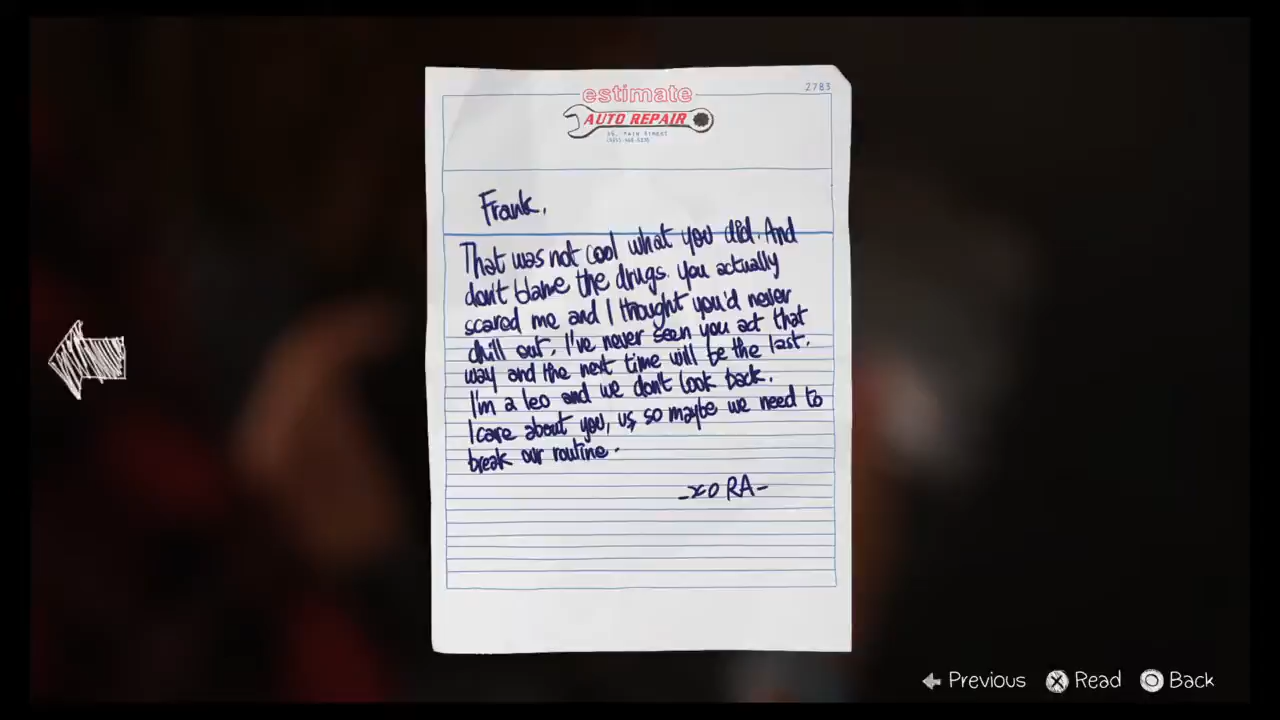 2783
estimate
AUTO REPAIR
Frank,
That was not cool what you did. And
don't blame the drugs. You actually
scared me and I thought you'd never
chill out. I've never seen you act that
way and the next time will be the last.
I'm a leo and we don't look back.
I care about you, us, so maybe we need to
break our routine.
-xo RA-
Previous Read Back